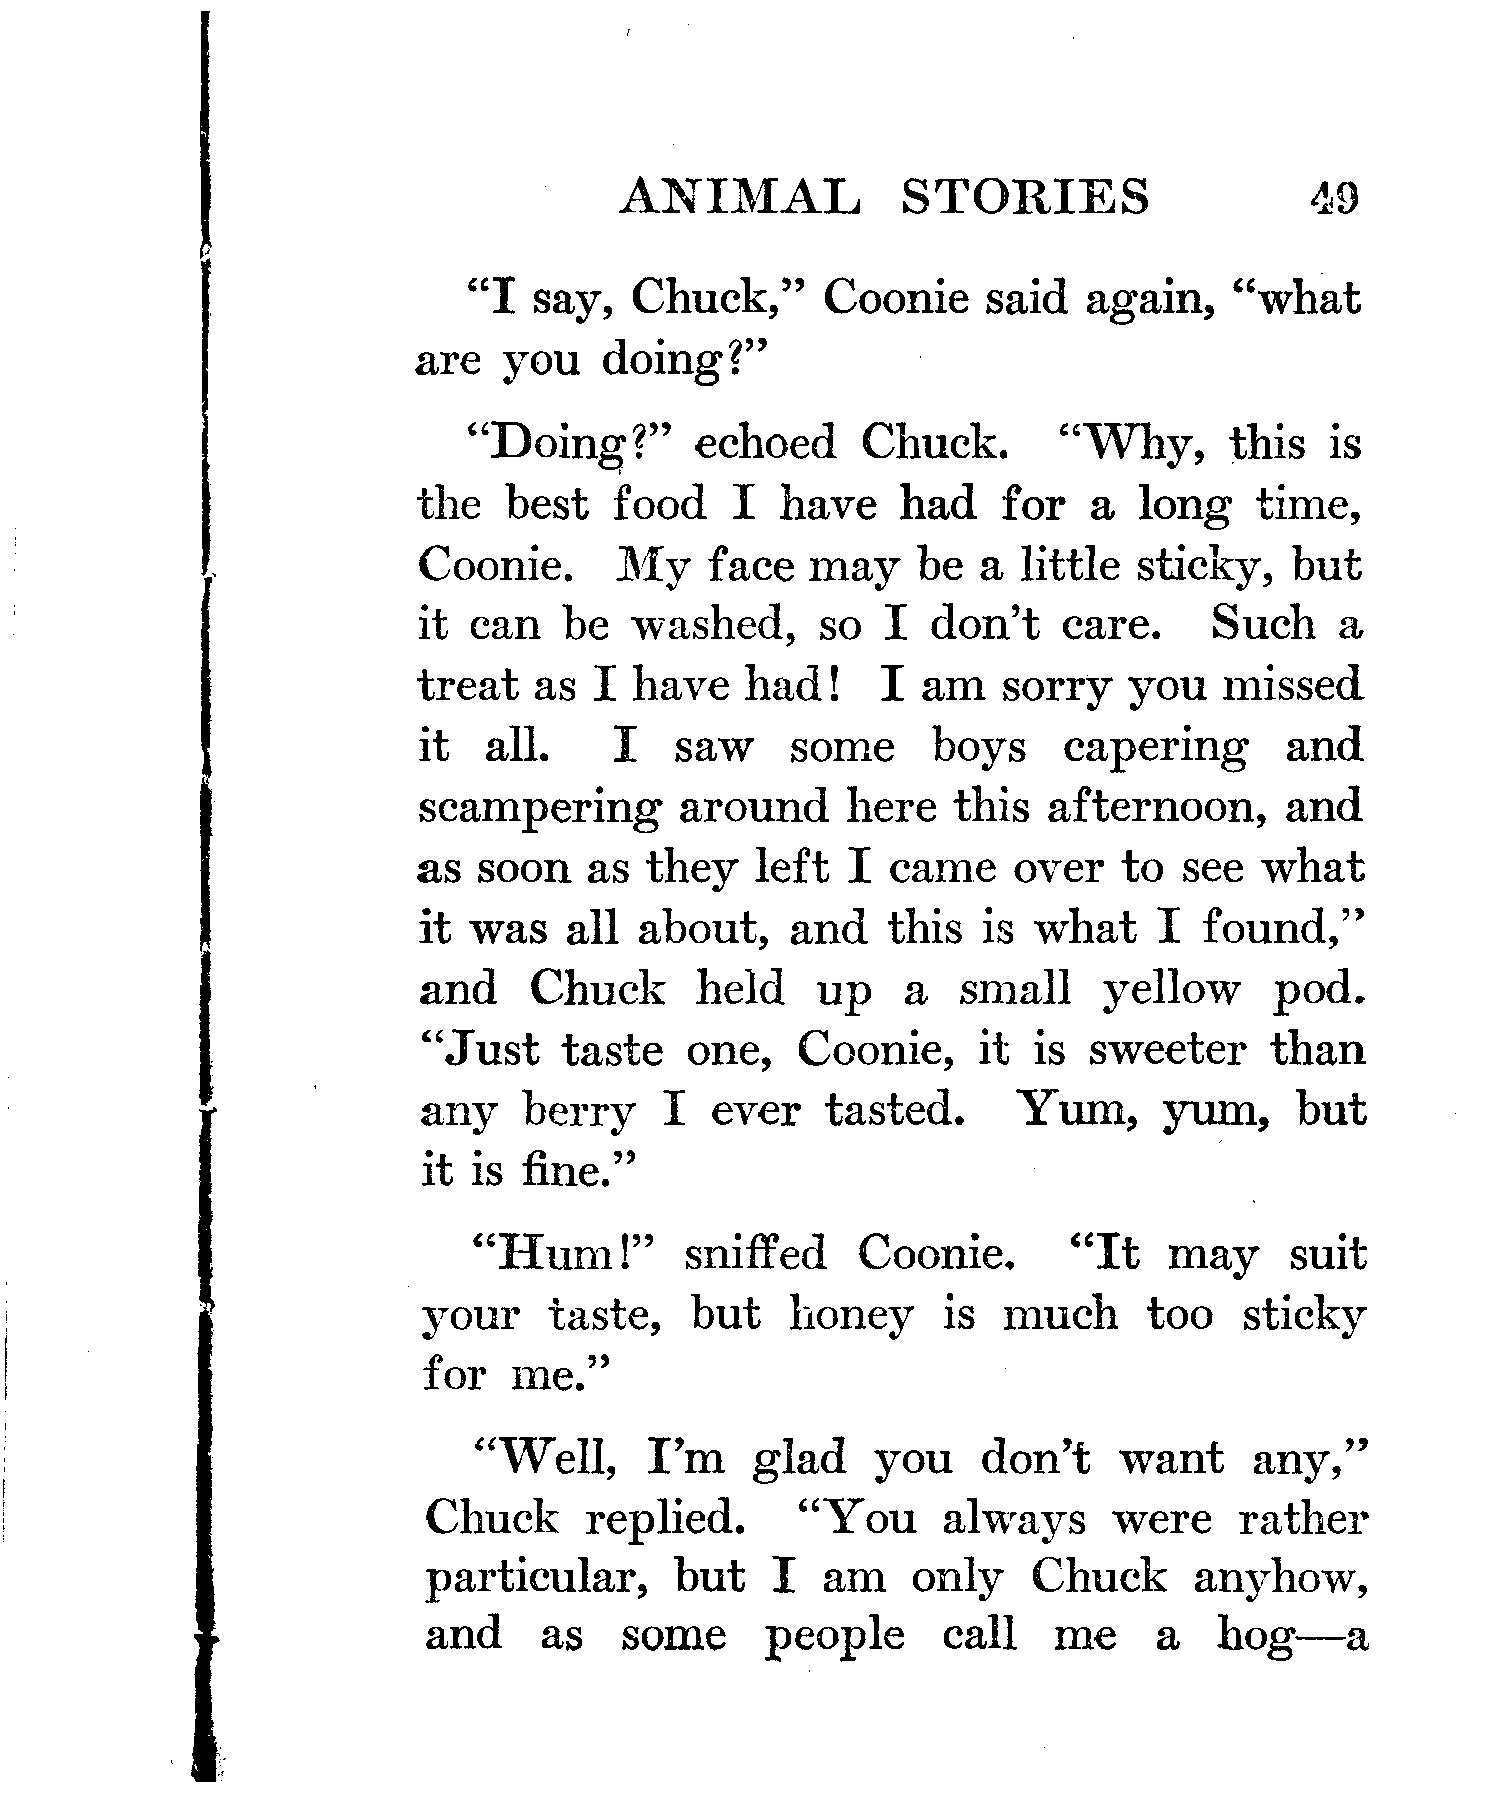 ANIMAL STORIES 49
“I say, Chuck,” Coonie said again, “what
are you doing?”
“Doing?” echoed Chuck. “Why, this is
the best food I have had for a long time,
Coonie. My face may be a little sticky, but
it can be washed, so I don’t care. Such a
treat as I have had! I am sorry you missed
it all. I saw some boys capering and
scampering around here this afternoon, and
as soon as they left I came over to see what
it was all about, and this is what I found,”
and Chuck held up a small yellow pod.
“Just taste one, Coonie, it is sweeter than
any berry I ever tasted. Yum, yum, but
it is fine.”
“Hum!” sniffed Coonie. “It may suit
your taste, but honey is much too sticky
for me.”
“Well, I’m glad you don’t want any,”
Chuck replied. “You always were rather
particular, but I am only Chuck anyhow,
and as some people call me a hog—a